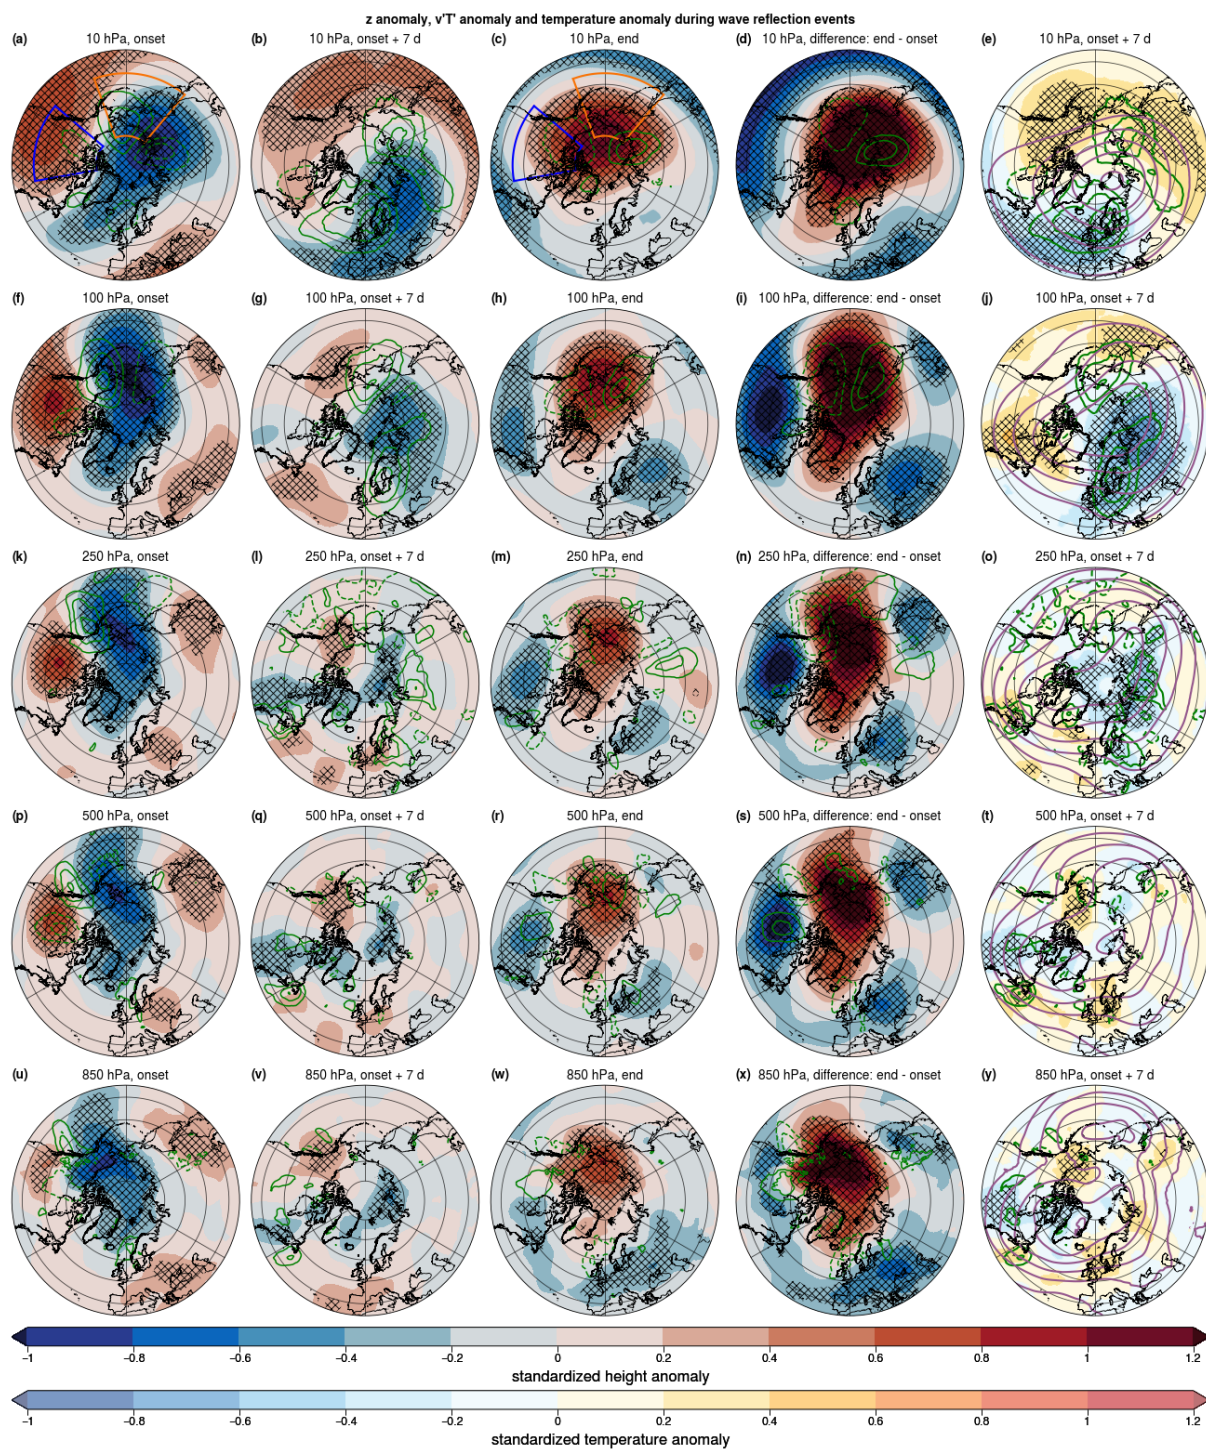 z anomaly, v'T' anomaly and temperature anomaly during wave reflection events
(a) 10 hPa, onset (b) 10 hPa, onset + 7 d (c) 10 hPa, end (d) 10 hPa, difference: end - onset (e) 10 hPa, onset + 7 d
(f) 100 hPa, onset (g) 100 hPa, onset + 7 d (h) 100 hPa, end (i) 100 hPa, difference: end - onset (j) 100 hPa, onset + 7 d
(k) 250 hPa, onset (l) 250 hPa, onset + 7 d (m) 250 hPa, end (n) 250 hPa, difference: end - onset (o) 250 hPa, onset + 7 d
(p) 500 hPa, onset (q) 500 hPa, onset + 7 d (r) 500 hPa, end (s) 500 hPa, difference: end - onset (t) 500 hPa, onset + 7 d
(u) 850 hPa, onset (v) 850 hPa, onset + 7 d (w) 850 hPa, end (x) 850 hPa, difference: end - onset (y) 850 hPa, onset + 7 d
−1 −0.8 −0.6 −0.4 −0.2 0 0.2 0.4 0.6 0.8 1 1.2
standardized height anomaly
−1 −0.8 −0.6 −0.4 −0.2 0 0.2 0.4 0.6 0.8 1 1.2
standardized temperature anomaly